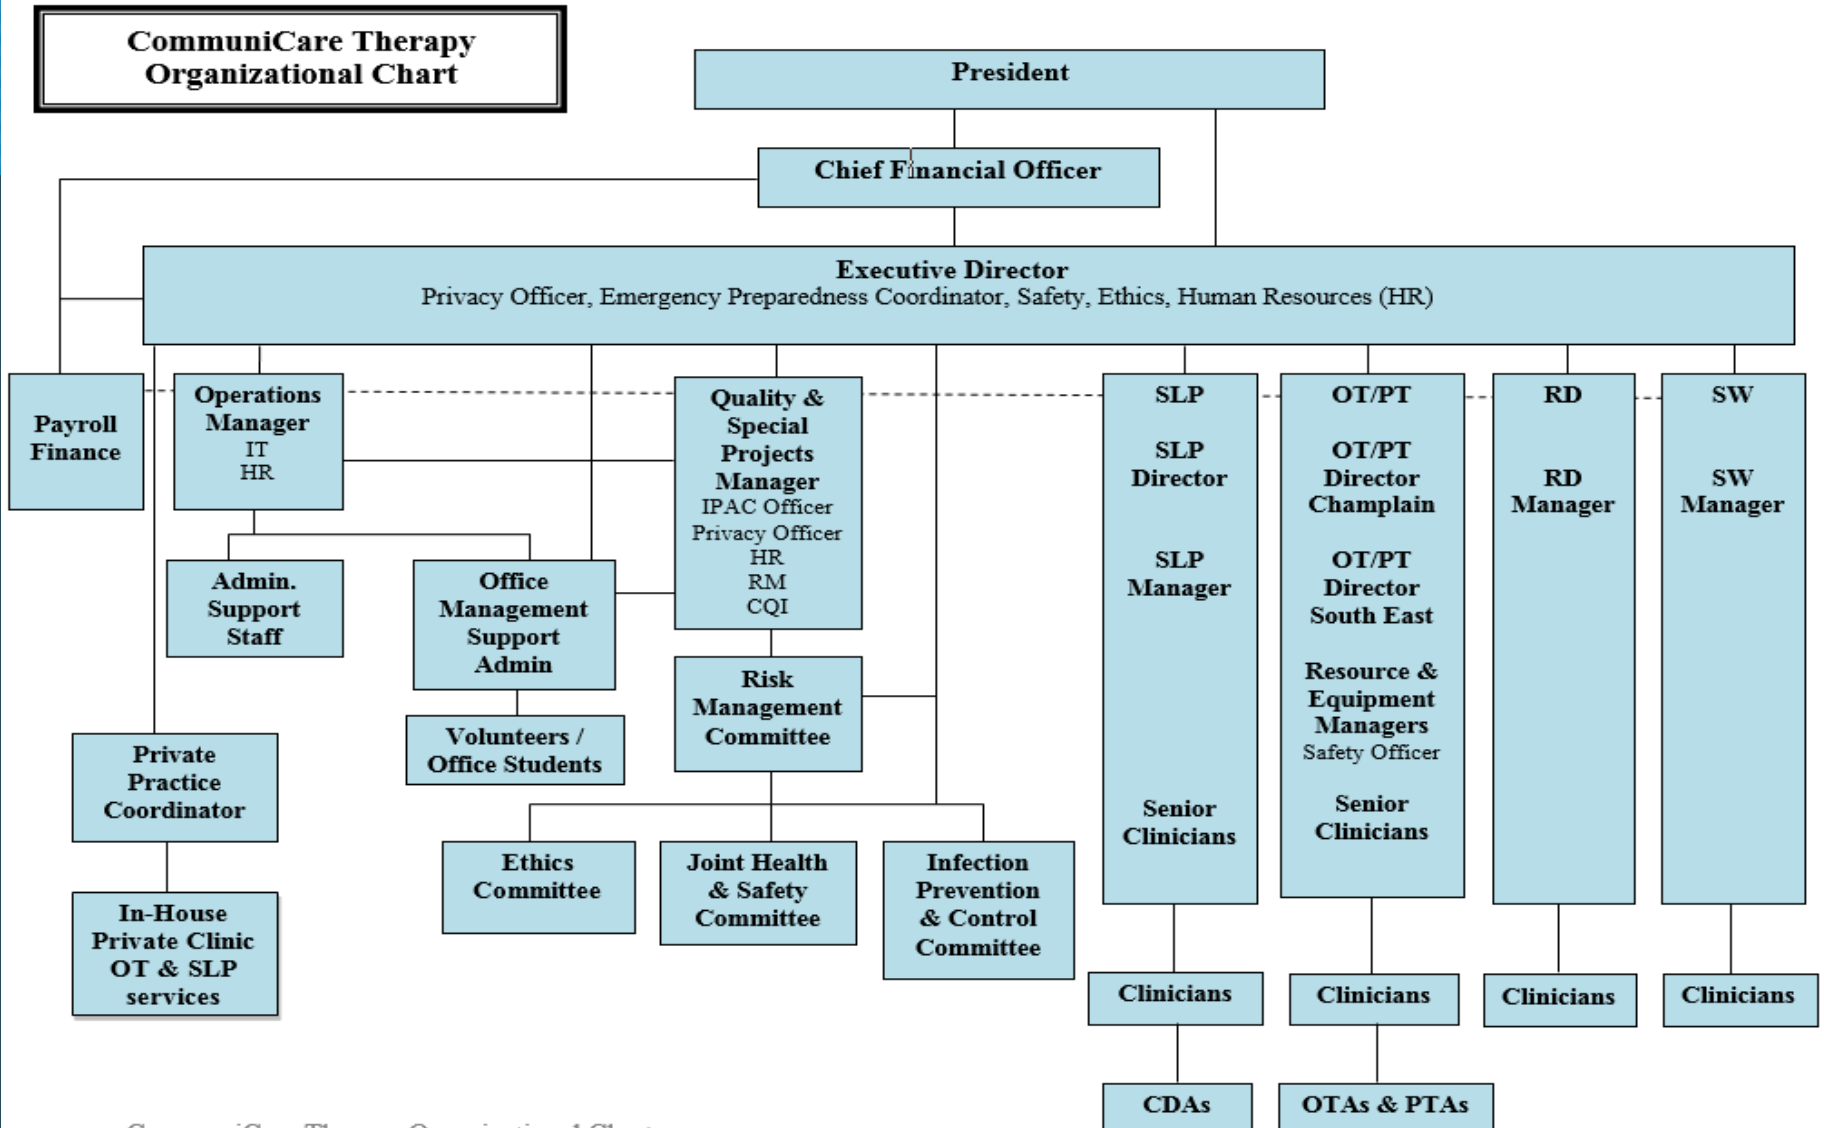 CommuniCare Therapy
Organizational Chart
President
Chief Financial Officer
Executive Director
Privacy Officer, Emergency Preparedness Coordinator, Safety, Ethics, Human Resources (HR)
Payroll
Finance
Operations
Manager
IT
HR
Quality &
Special
Projects
Manager
IPAC Officer
Privacy Officer
HR
RM
CQI
SLP
SLP
Director
SLP
Manager
Senior
Clinicians
OT/PT
OT/PT
Director
Champlain
OT/PT
Director
South East
Resource &
Equipment
Managers
Safety Officer
Senior
Clinicians
RD
RD
Manager
SW
SW
Manager
Admin.
Support
Staff
Office
Management
Support
Admin
Risk
Management
Committee
Volunteers /
Office Students
Private
Practice
Coordinator
Ethics
Committee
Joint Health
& Safety
Committee
Infection
Prevention
& Control
Committee
In-House
Private Clinic
OT & SLP
services
Clinicians
Clinicians
Clinicians
Clinicians
CDAs
OTAs & PTAs